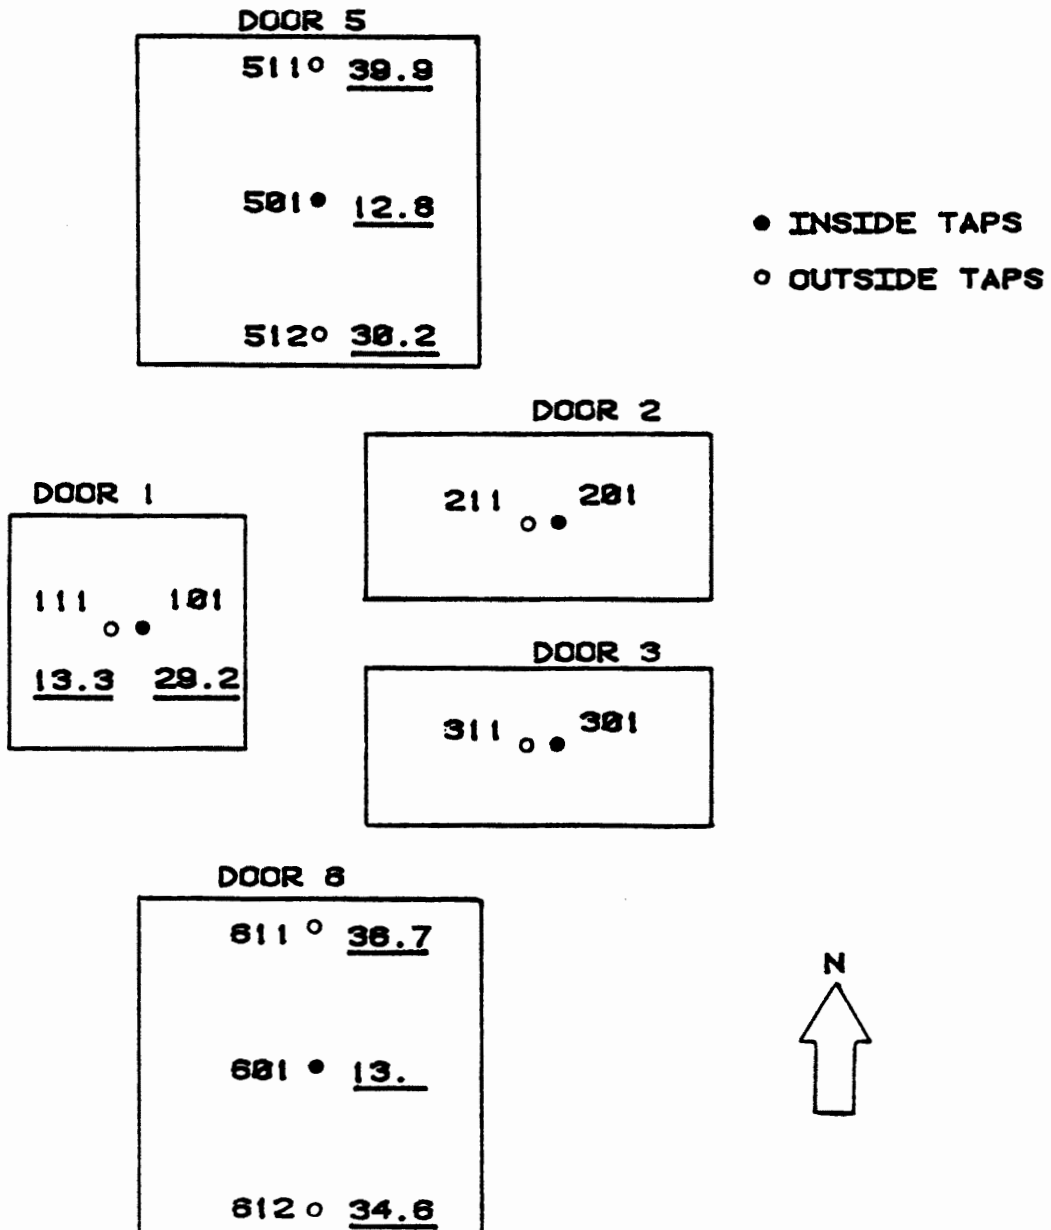 DOOR 5
511 39.9
501 12.8
● INSIDE TAPS
○ OUTSIDE TAPS
512 30.2
DOOR 2
211 201
DOOR 1
111 101
13.3 29.2
DOOR 3
311 301
DOOR 6
611 36.7
N
601 13.
612 34.6